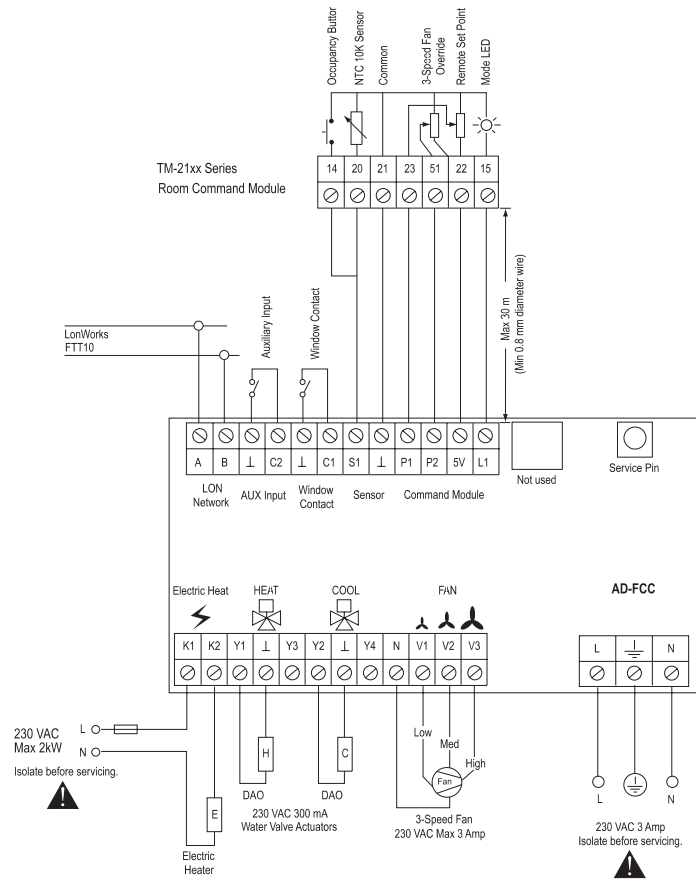 Occupancy Buttor
NTC 10K Sensor
Common
3-Speed Fan
Override
Remote Set Point
Mode LED
TM-21xx Series
Room Command Module
14 20 21 23 51 22 15
Max 30 m
(Min 0.8 mm diameter wire)
LonWorks
FTT10
Auxiliary Input
Window Contact
A B ⊥ C2 ⊥ C1 S1 ⊥ P1 P2 5V L1
LON
Network
AUX Input
Window
Contact
Sensor
Command Module
Not used
Service Pin
Electric Heat
HEAT
COOL
FAN
AD-FCC
K1 K2 Y1 ⊥ Y3 Y2 ⊥ Y4 N V1 V2 V3
L N
230 VAC
Max 2kW
L
N
Isolate before servicing.
H
C
E
DAO
DAO
230 VAC 300 mA
Water Valve Actuators
Electric
Heater
Low
Med
High
Fan
3-Speed Fan
230 VAC Max 3 Amp
L
N
230 VAC 3 Amp
Isolate before servicing.